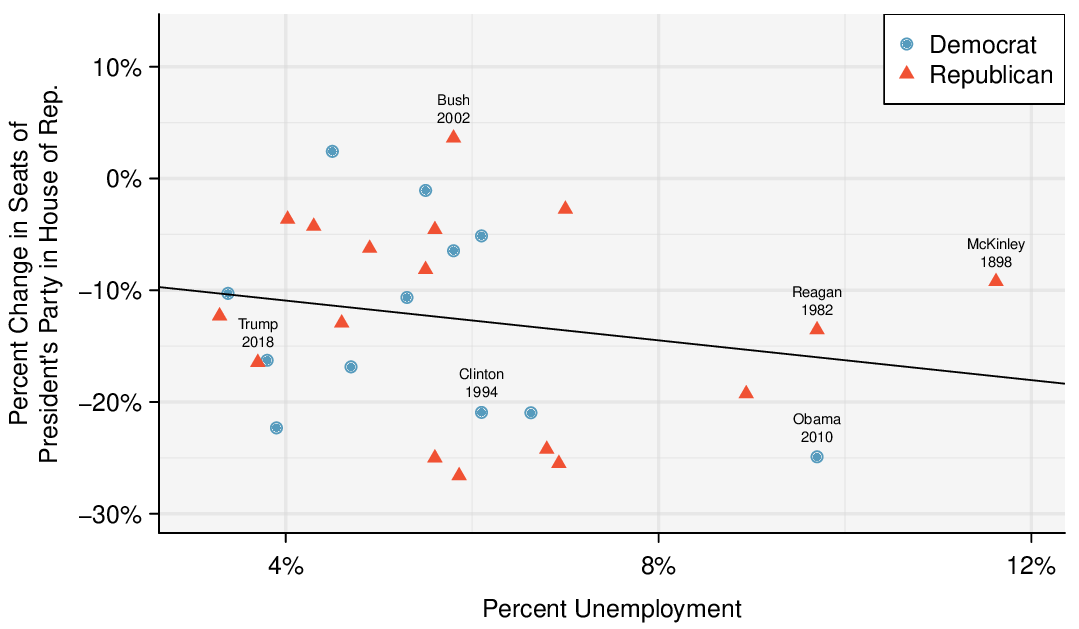 Democrat
Republican
Percent Change in Seats of
President's Party in House of Rep.
10%
0%
−10%
−20%
−30%
Bush
2002
McKinley
1898
Reagan
1982
Trump
2018
Clinton
1994
Obama
2010
4%
8%
12%
Percent Unemployment